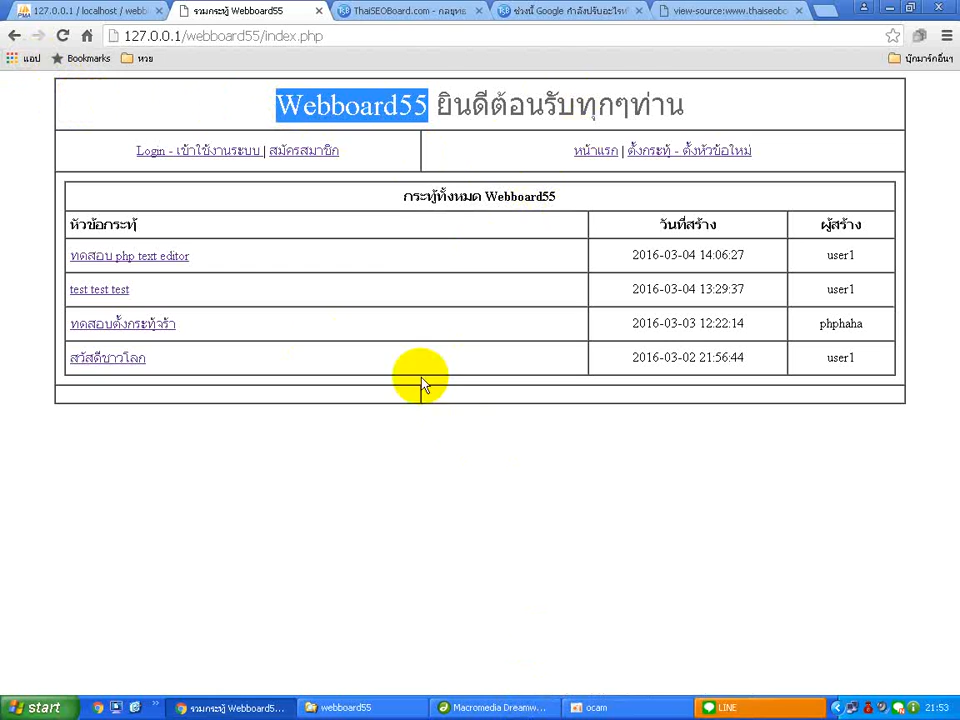 127.0.0.1 / localhost / webb
รวมกระทู้ Webboard55
ThaiSEOBoard.com - กลยุทธ
ช่วงนี้ Google กำลังปรับอะไร
view-source:www.thaiseobo
127.0.0.1/webboard55/index.php
แอป
Bookmarks
หวย
บุ๊กมาร์กอื่นๆ
Webboard55 ยินดีต้อนรับทุกๆท่าน
Login - เข้าใช้งานระบบ | สมัครสมาชิก
หน้าแรก | ตั้งกระทู้ - ตั้งหัวข้อใหม่
กระทู้ทั้งหมด Webboard55
หัวข้อกระทู้ วันที่สร้าง ผู้สร้าง
ทดสอบ php text editor 2016-03-04 14:06:27 user1
test test test 2016-03-04 13:29:37 user1
ทดสอบตั้งกระทู้จร้า 2016-03-03 12:22:14 phphaha
สวัสดีชาวโลก 2016-03-02 21:56:44 user1
start
รวมกระทู้ Webboard5...
webboard55
Macromedia Dreamw...
ocam
LINE
21:53